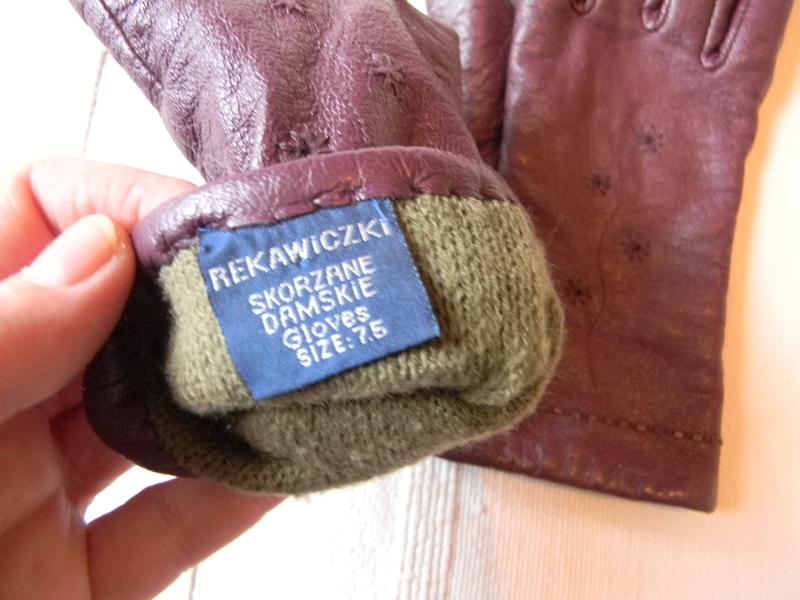 REKAWICZKI
SKORZANE
DAMSKIE
Gloves
SIZE: 7.5